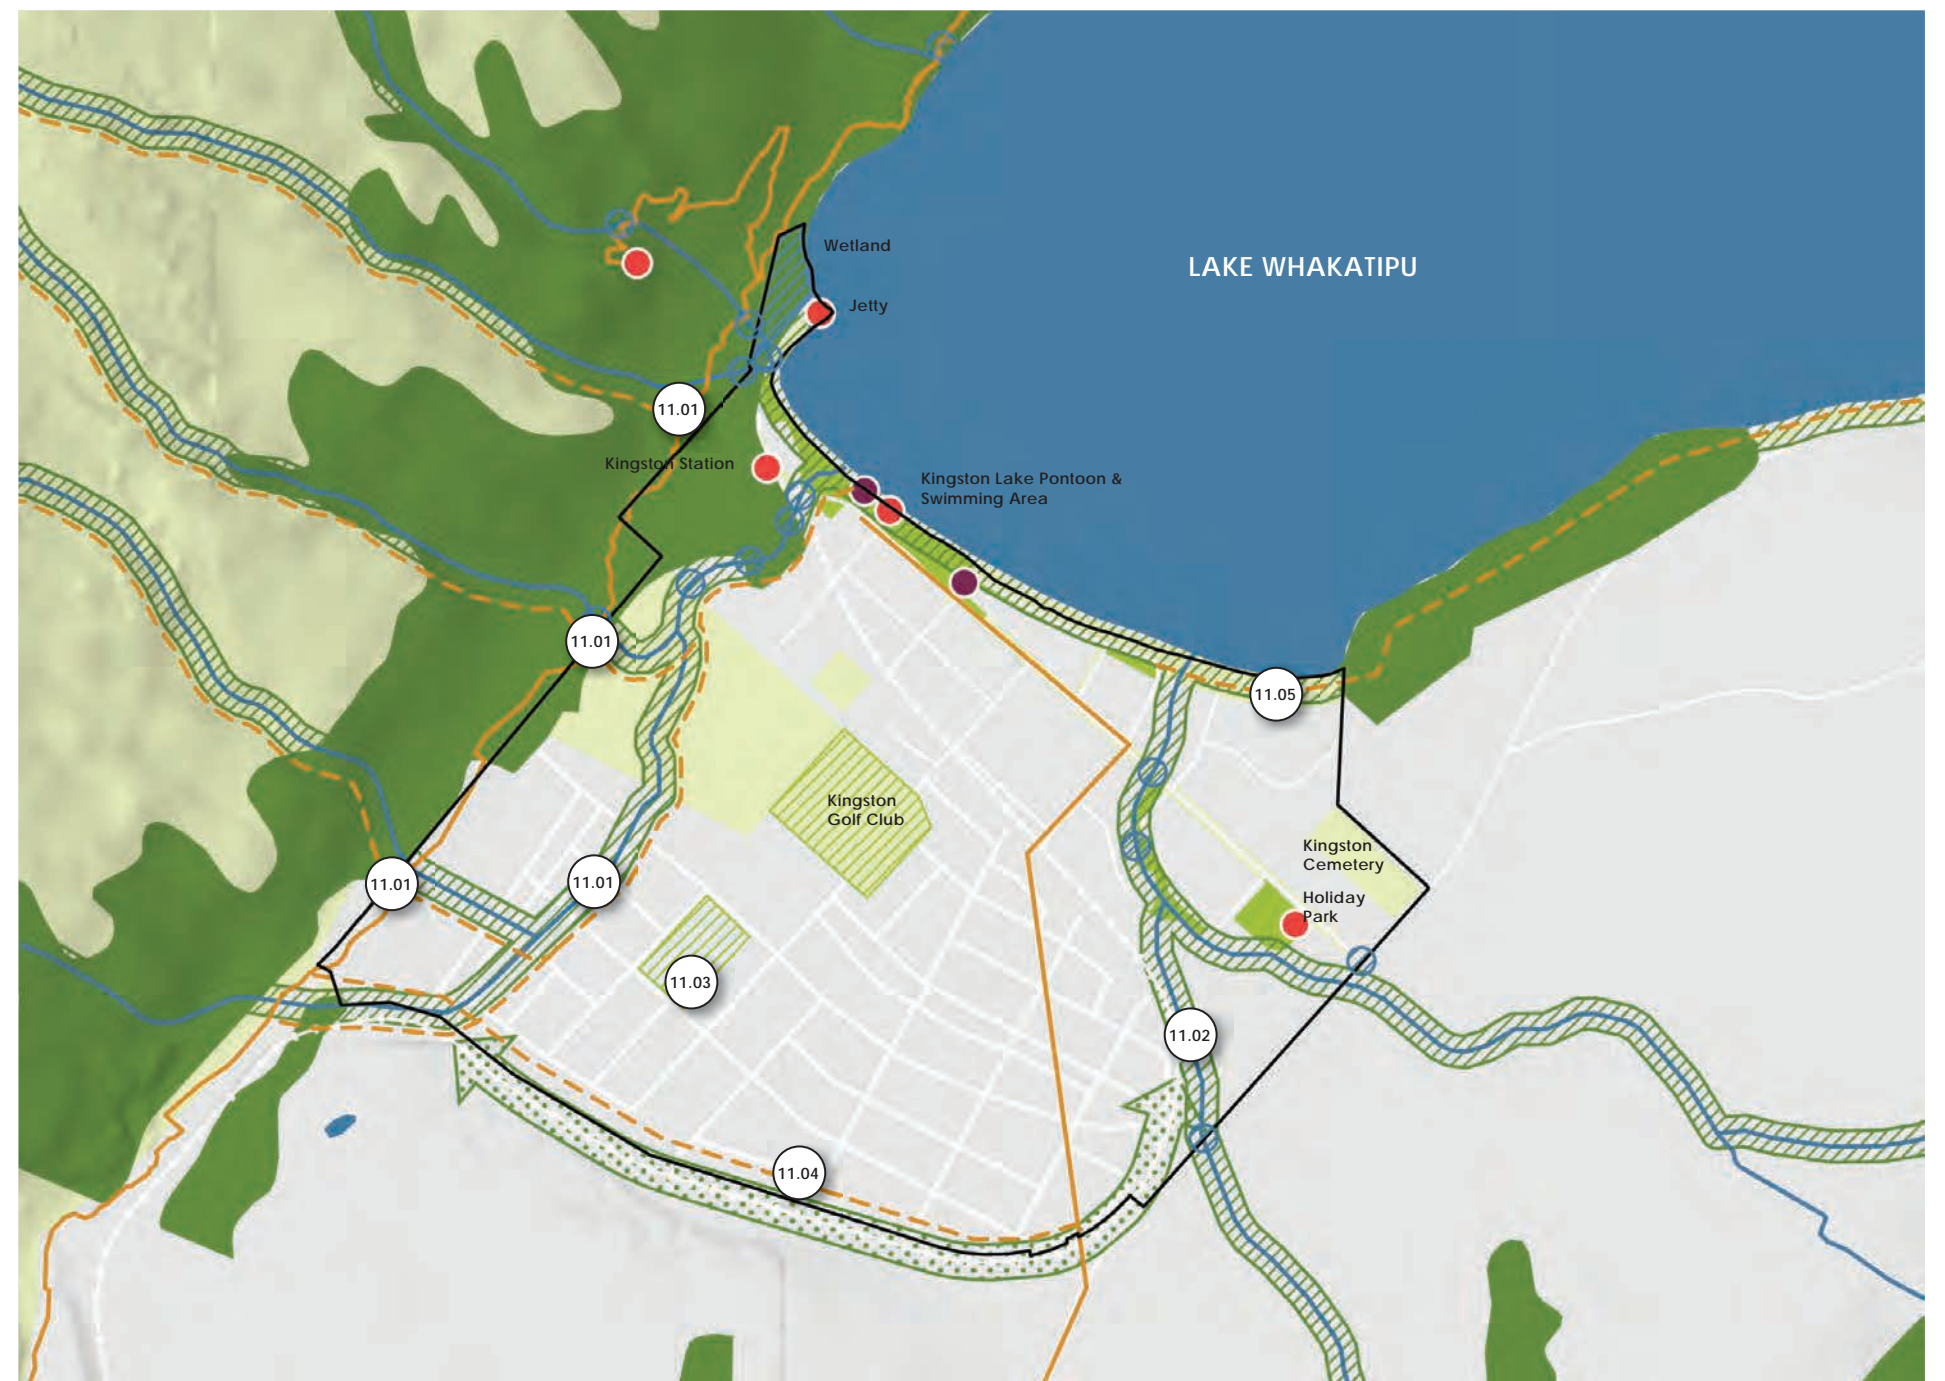 Wetland
LAKE WHAKATIPU
Jetty
11.01
Kingston Station
Kingston Lake Pontoon &
Swimming Area
11.01
11.05
Kingston
Golf Club
Kingston
Cemetery
11.01
11.01
Holiday
Park
11.03
11.02
11.04